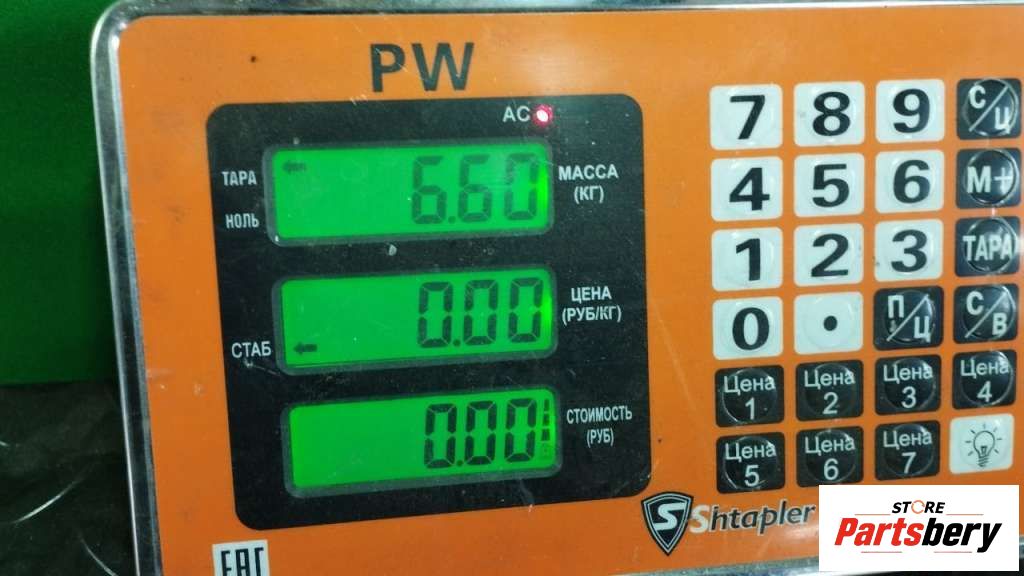 PW
AC
ТАРА
НОЛЬ
6.60
МАССА
(КГ)
СТАБ
0.00
ЦЕНА
(РУБ/КГ)
0.00
СТОИМОСТЬ
(РУБ)
7 8 9 С/Ц
4 5 6 М+
1 2 3 ТАРА
0 . П/Ц С/В
Цена 1 Цена 2 Цена 3 Цена 4
Цена 5 Цена 6 Цена 7
S Shtapler
EAC
STORE
Partsbery